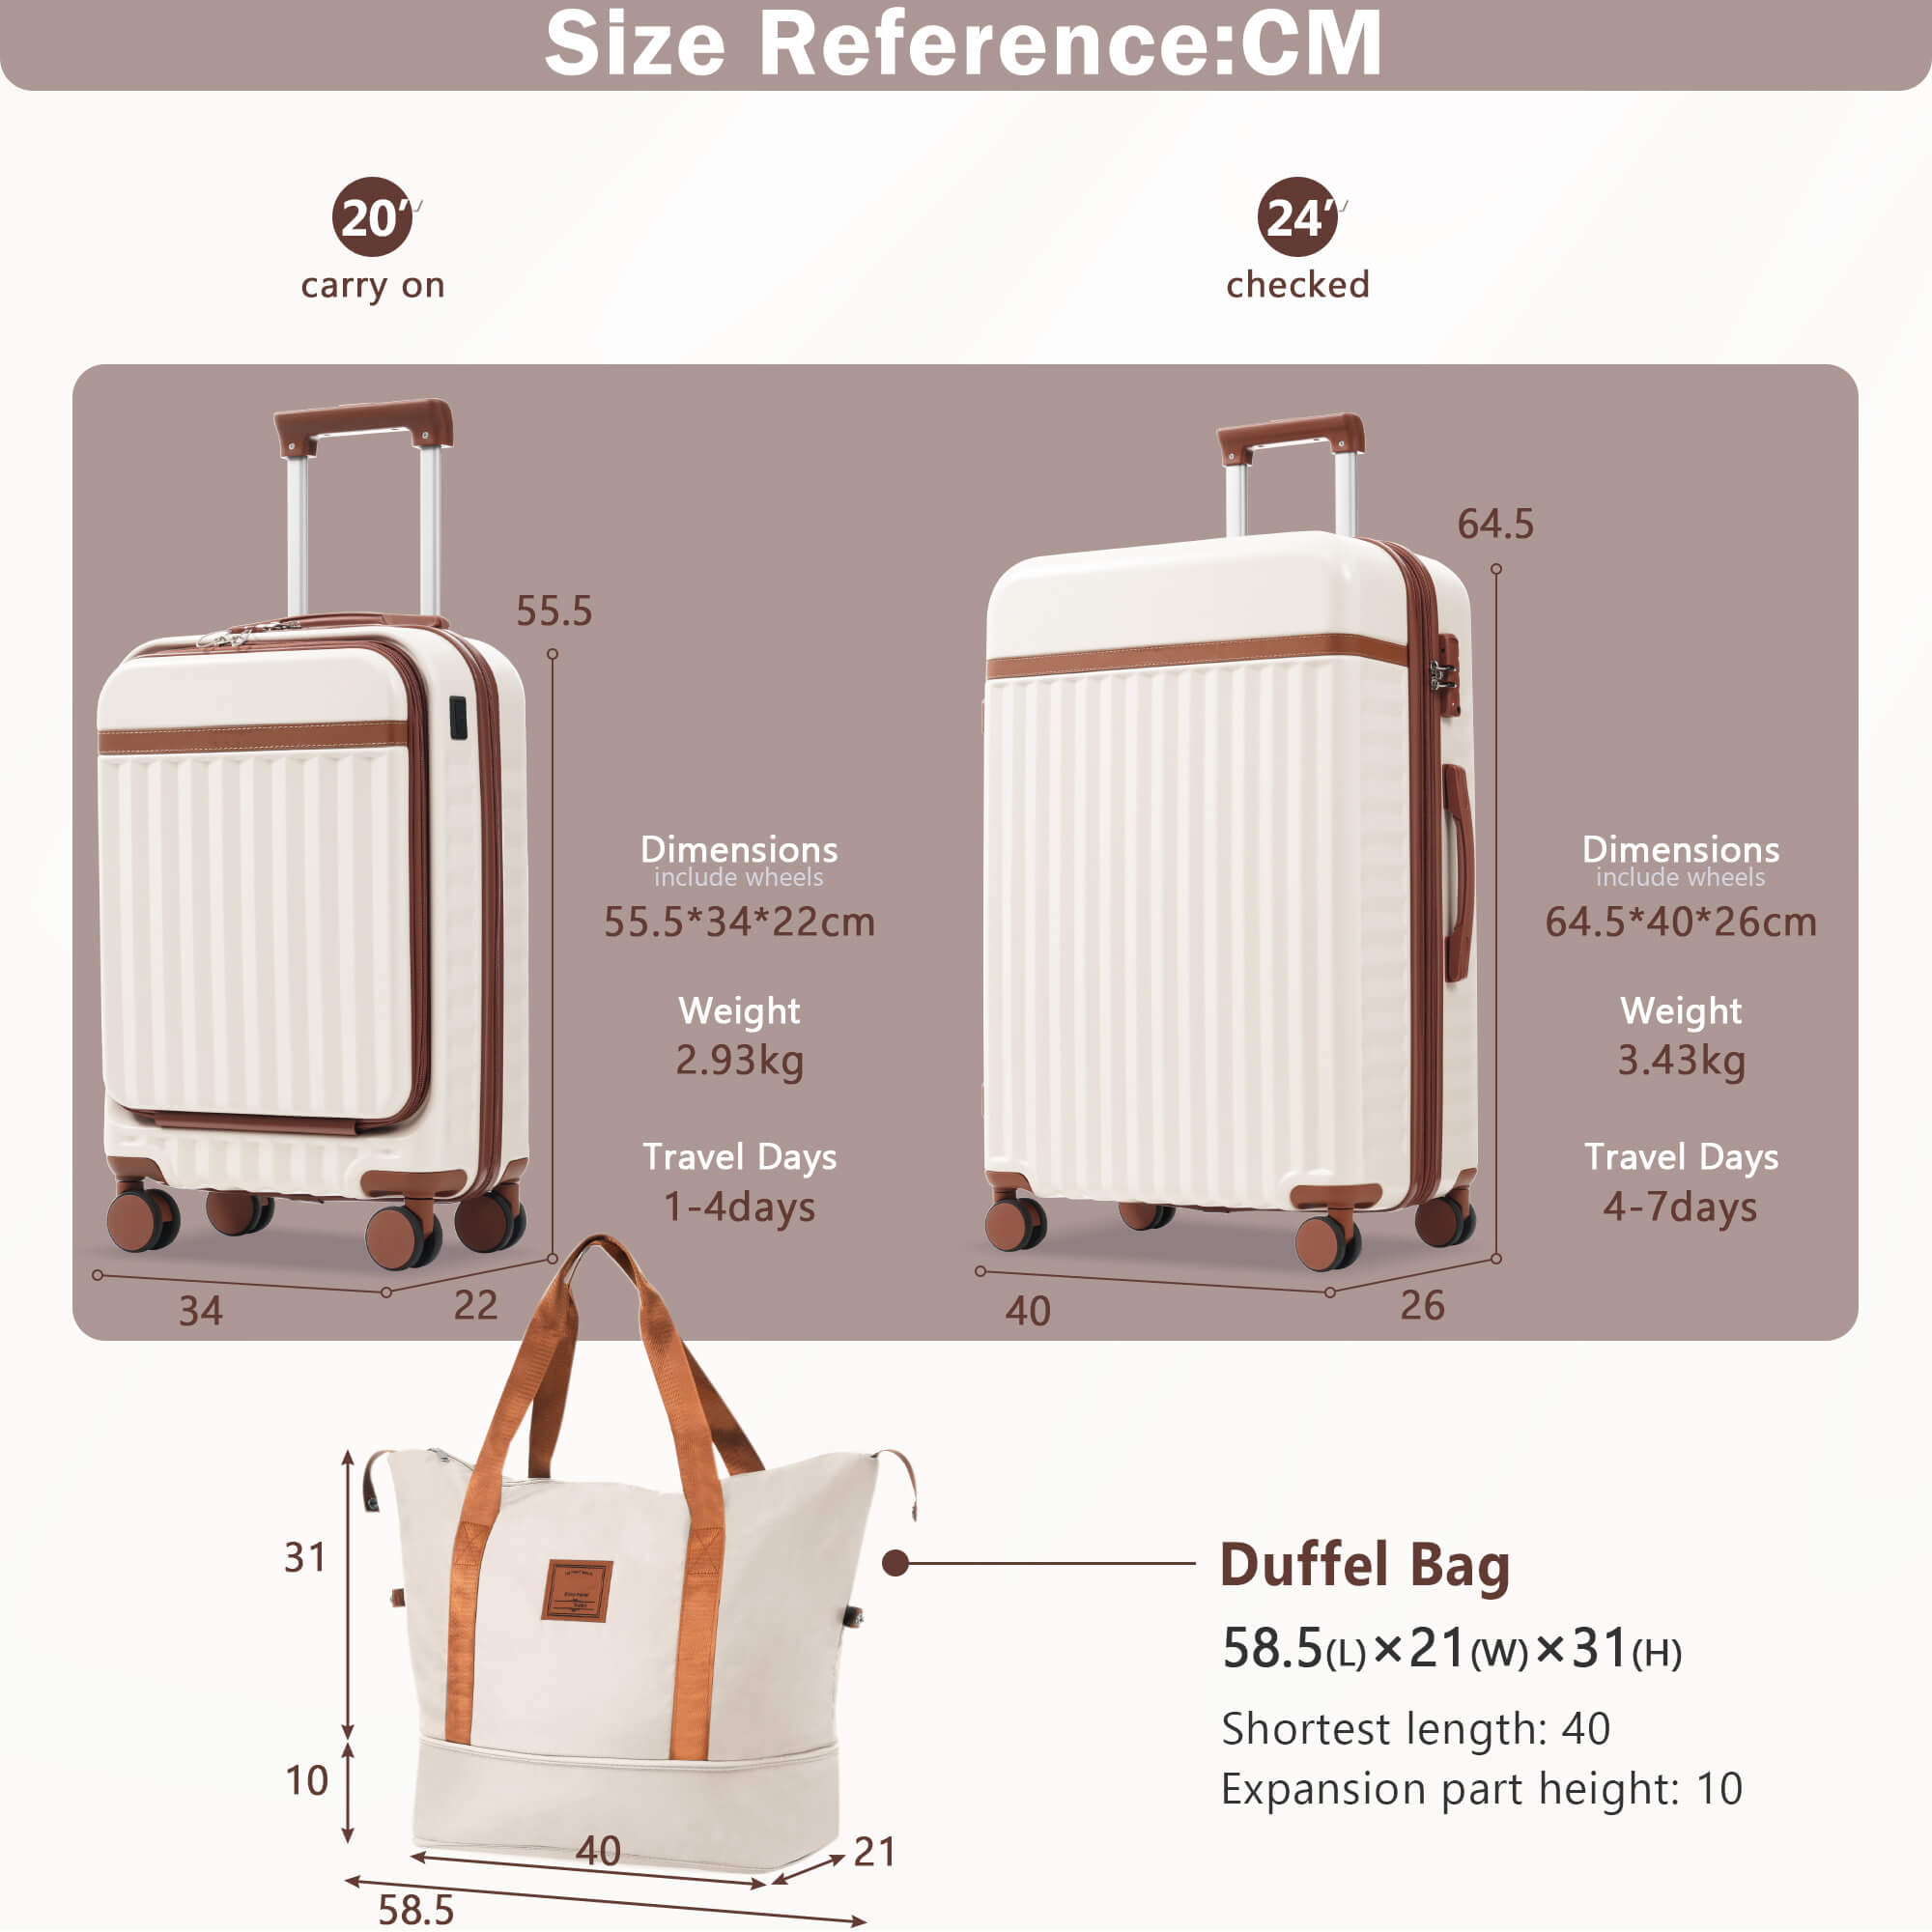 Size Reference:CM
20''
carry on
24''
checked
55.5
64.5
Dimensions
include wheels
55.5*34*22cm
Weight
2.93kg
Travel Days
1-4days
Dimensions
include wheels
64.5*40*26cm
Weight
3.43kg
Travel Days
4-7days
34
22
40
26
31
10
40
21
58.5
Duffel Bag
58.5(L)×21(W)×31(H)
Shortest length: 40
Expansion part height: 10